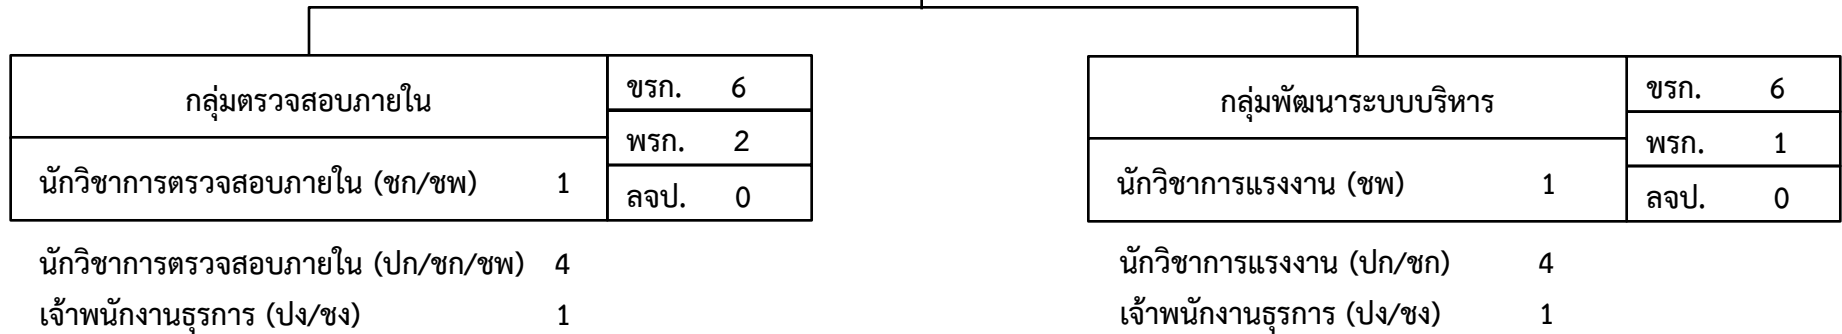 กลุ่มตรวจสอบภายใน
ขรก. 6
พรก. 2
นักวิชาการตรวจสอบภายใน (ชก/ชพ) 1
ลจป. 0
นักวิชาการตรวจสอบภายใน (ปก/ชก/ชพ) 4
เจ้าพนักงานธุรการ (ปง/ชง) 1
กลุ่มพัฒนาระบบบริหาร
ขรก. 6
พรก. 1
นักวิชาการแรงงาน (ชพ) 1
ลจป. 0
นักวิชาการแรงงาน (ปก/ชก) 4
เจ้าพนักงานธุรการ (ปง/ชง) 1